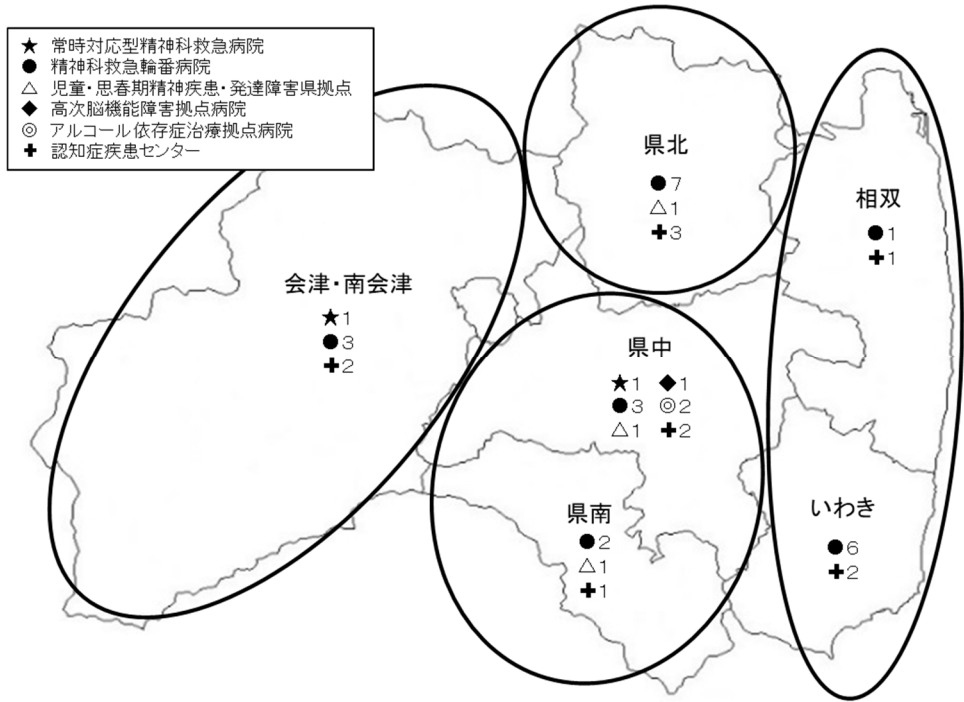 ★ 常時対応型精神科救急病院
● 精神科救急輪番病院
△ 児童・思春期精神疾患・発達障害県拠点
◆ 高次脳機能障害拠点病院
◎ アルコール依存症治療拠点病院
✚ 認知症疾患センター
県北
●7
△1
✚3
相双
●1
✚1
会津・南会津
★1
●3
✚2
県中
★1 ◆1
●3 ◎2
△1 ✚2
県南
●2
△1
✚1
いわき
●6
✚2